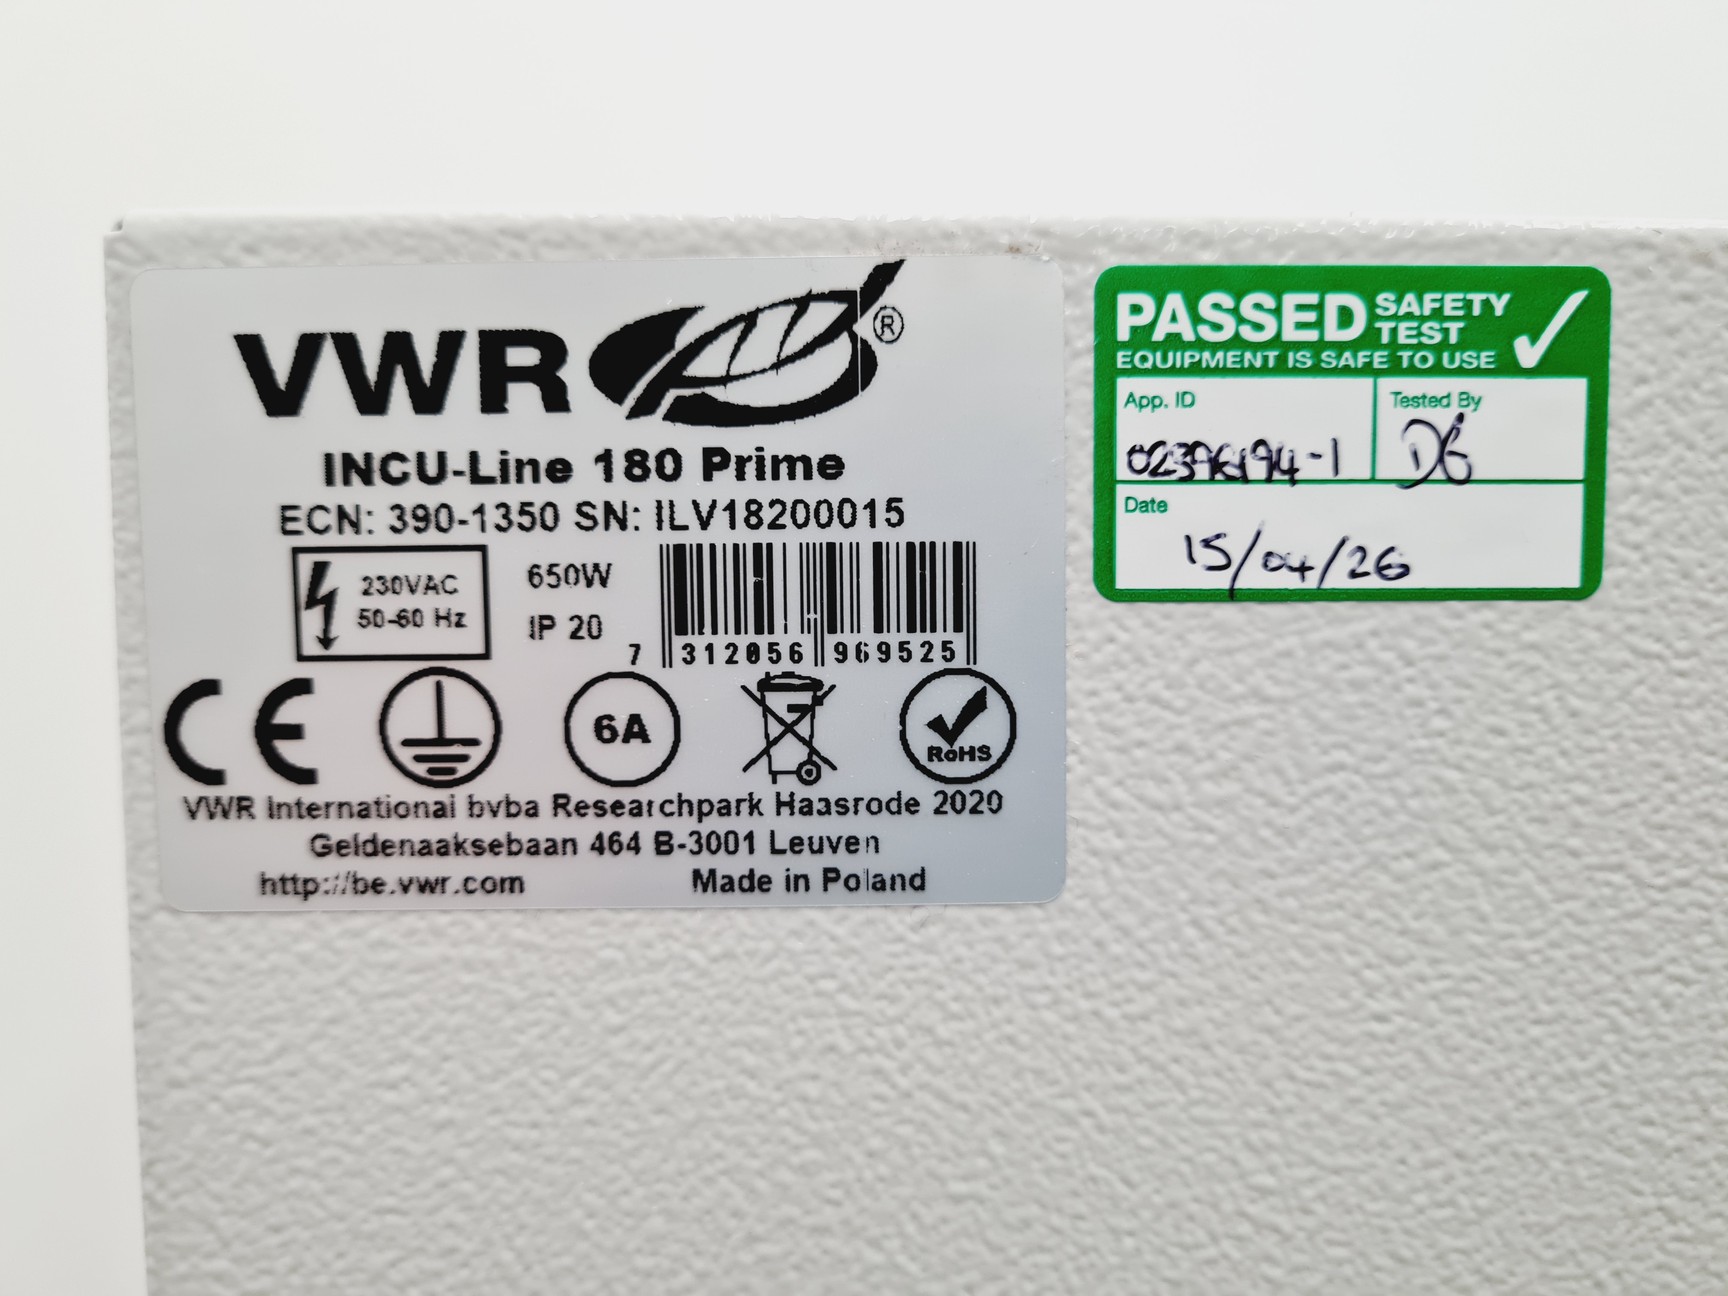 VWR®
INCU-Line 180 Prime
ECN: 390-1350 SN: ILV18200015
230VAC
50-60 Hz
650W
IP 20
7 312056 969525
CE
6A
RoHS
VWR International bvba Researchpark Haasrode 2020
Geldenaaksebaan 464 B-3001 Leuven
http://be.vwr.com Made in Poland
PASSED SAFETY TEST
EQUIPMENT IS SAFE TO USE
App. ID
Tested By
DG
Date
15/04/26